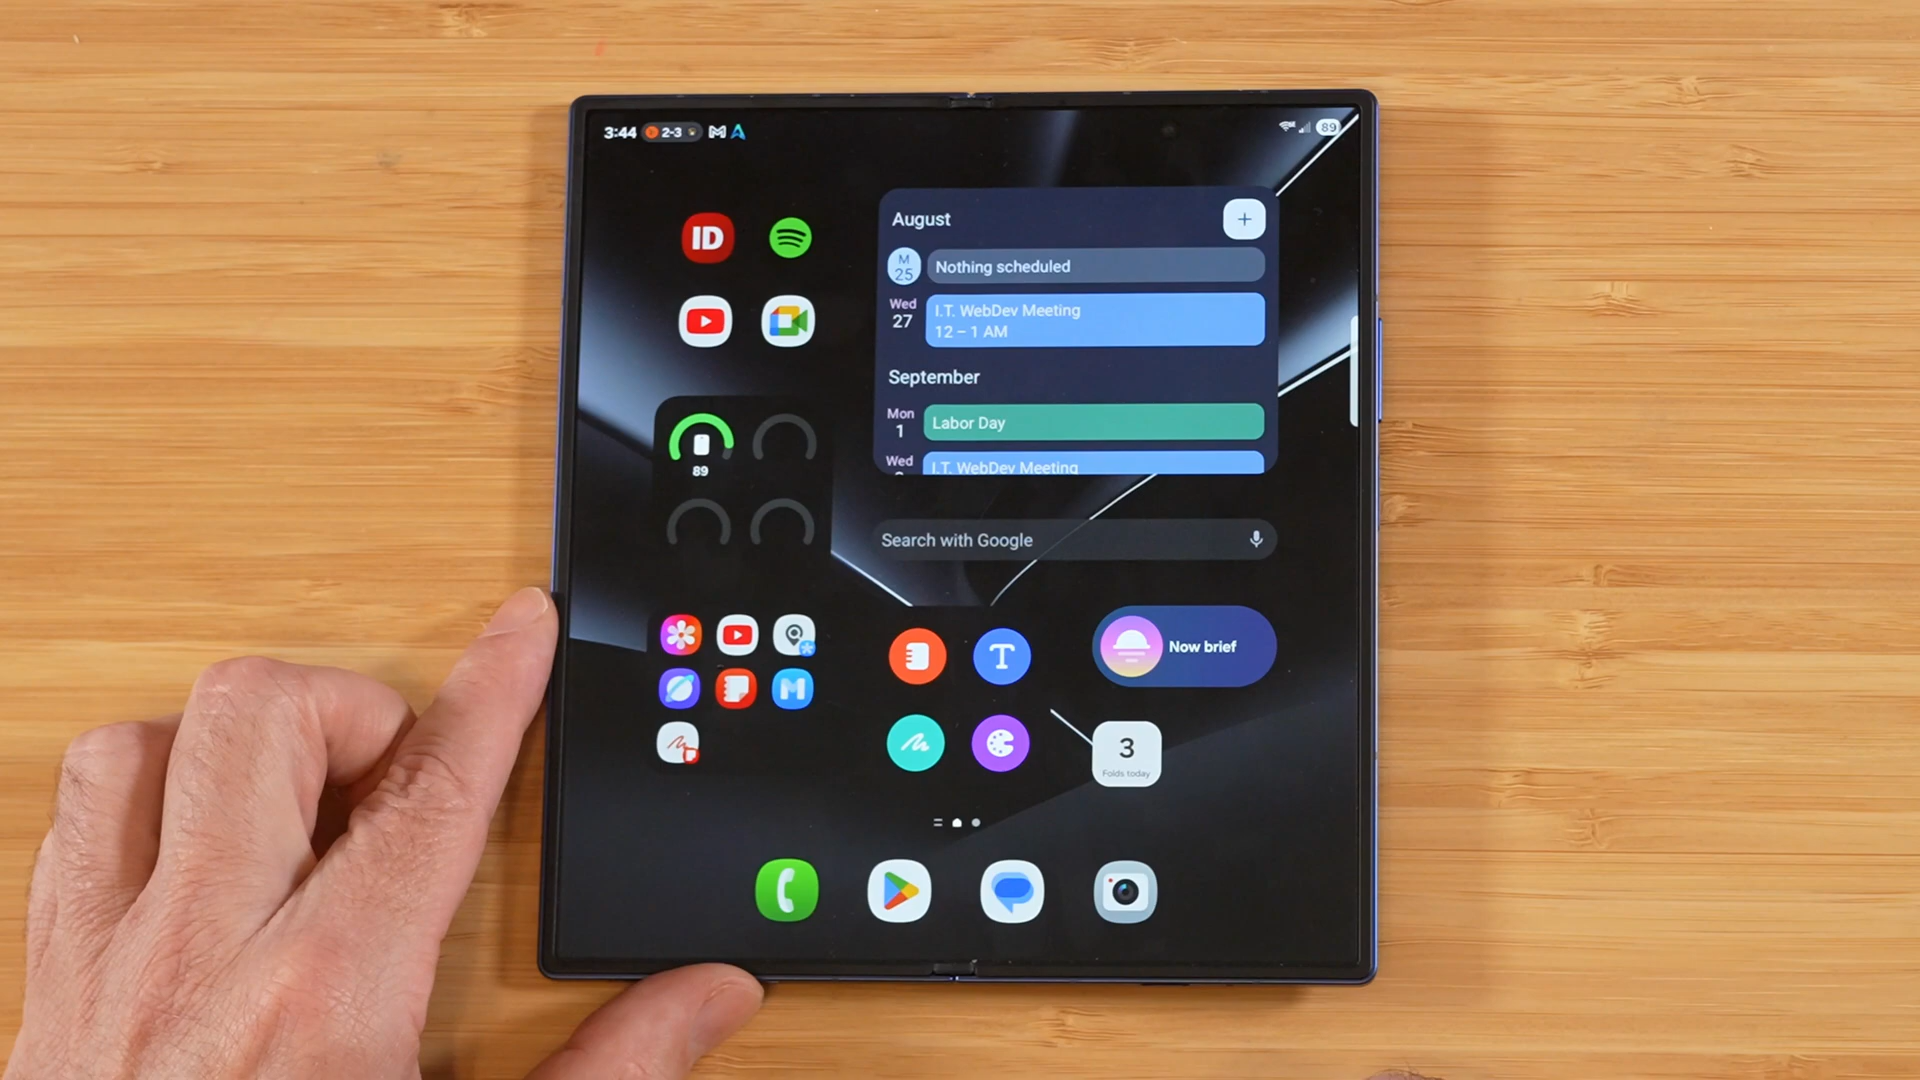 3:44 2-3
89
ID
August
+
M
25
Nothing scheduled
Wed
27
I.T. WebDev Meeting
12 – 1 AM
September
Mon
1
Labor Day
Wed
I.T. WebDev Meeting
89
Search with Google
T
Now brief
3
Folds today